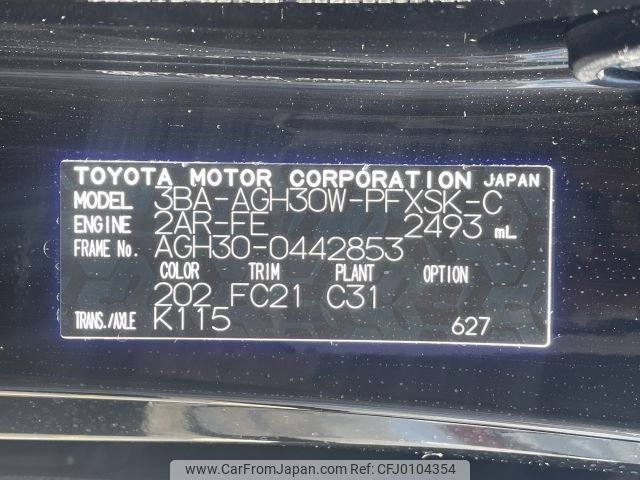 TOYOTA MOTOR CORPORATION JAPAN
MODEL 3BA-AGH30W-PFXSK-C
ENGINE 2AR-FE 2493 mL
FRAME No. AGH30-0442853
COLOR TRIM PLANT OPTION
202 FC21 C31
TRANS./AXLE K115 627
www.CarFromJapan.com | Ref:CFJ0104354